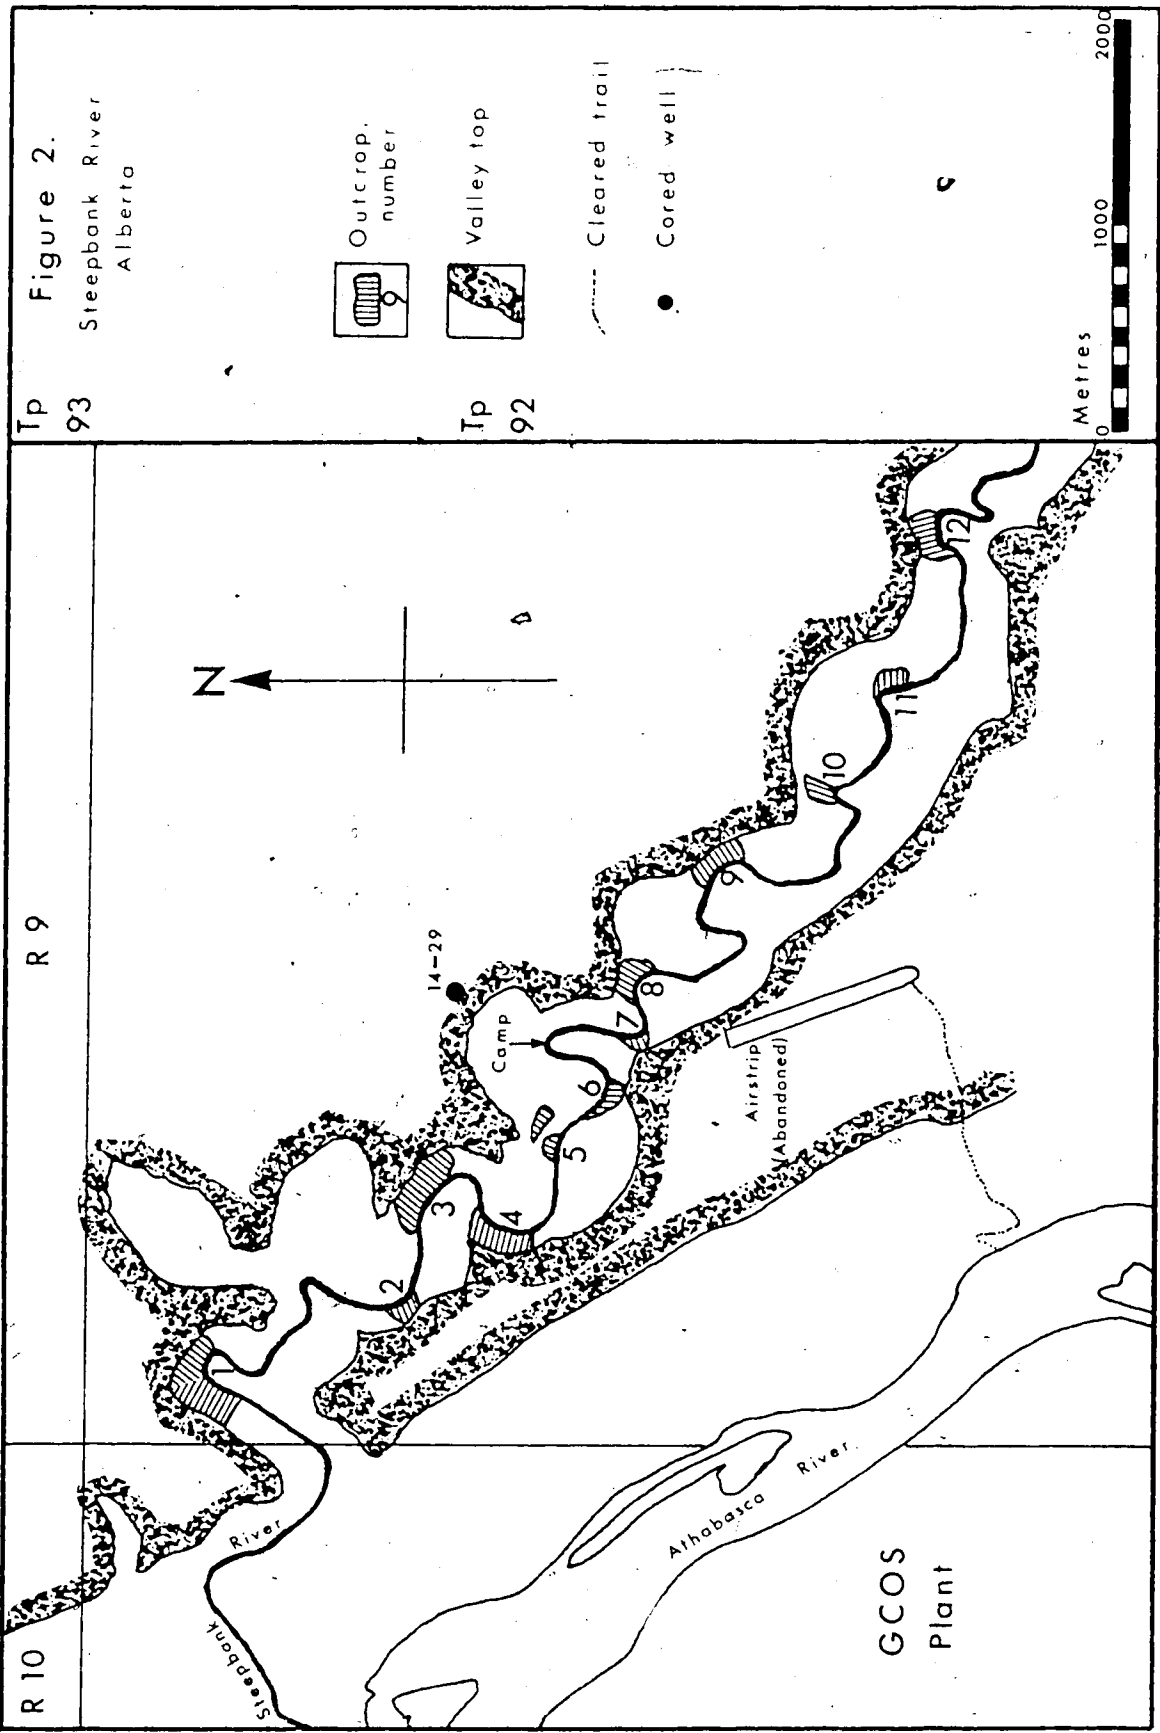 Figure 2.
Steepbank River
Alberta
Tp
93
Outcrop,
number
9
Valley top
Tp
92
Cleared trail
Cored well
Metres
0
1000
2000
R 10
R 9
N
14-29
Camp
1
2
3
4
5
6
7
8
9
10
11
12
Airstrip
(Abandoned)
Steepbank
River
Athabasca River
GCOS
Plant